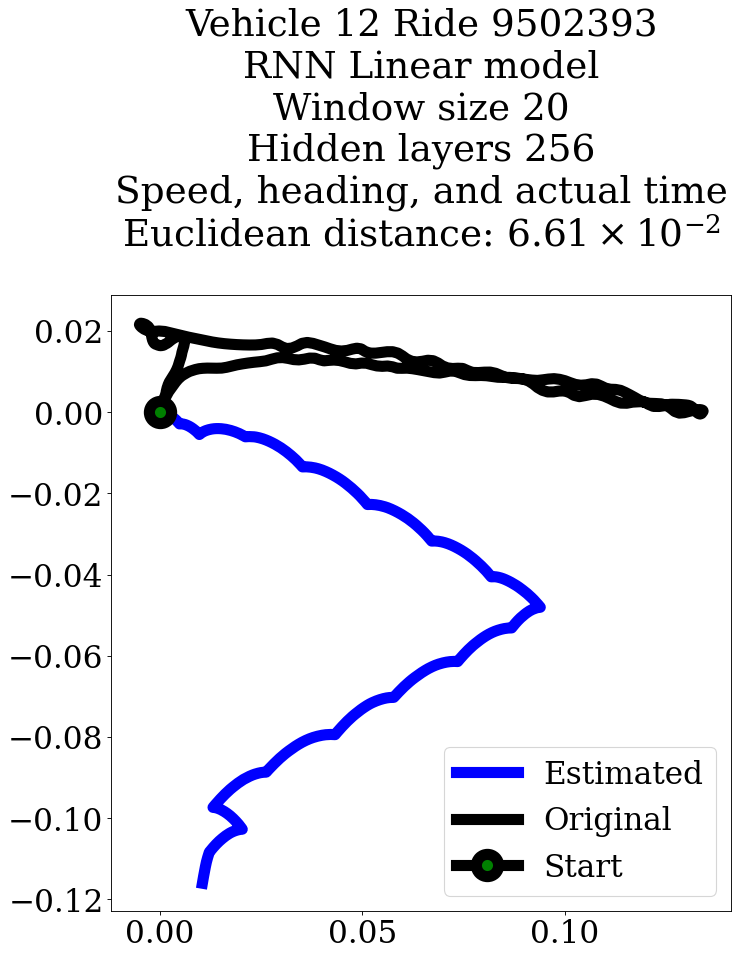 Vehicle 12 Ride 9502393
RNN Linear model
Window size 20
Hidden layers 256
Speed, heading, and actual time
Euclidean distance: 6.61 × 10⁻²
0.02
0.00
−0.02
−0.04
−0.06
−0.08
−0.10
−0.12
0.00 0.05 0.10
Estimated
Original
Start